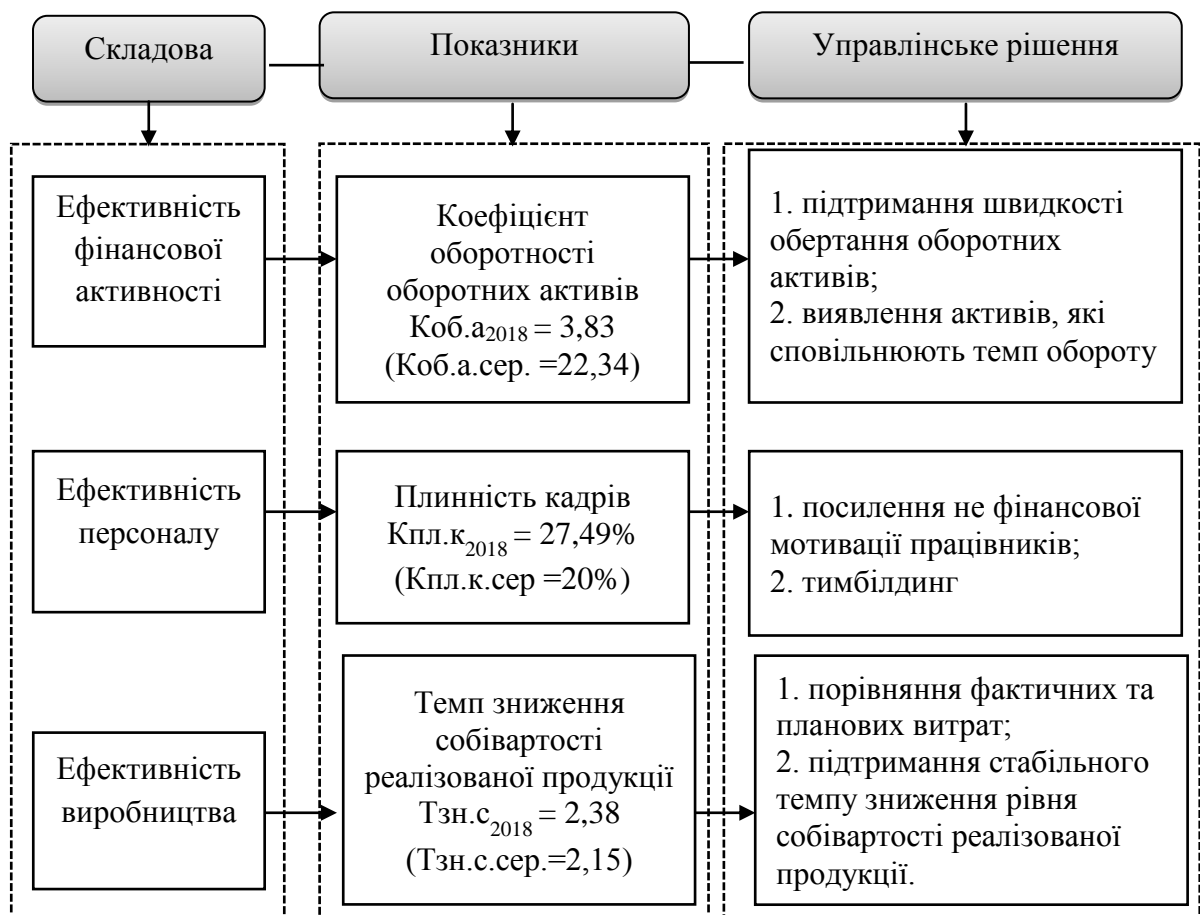 Складова
Показники
Управлінське рішення
Ефективність
фінансової
активності
Коефіцієнт
оборотності
оборотних активів
Коб.а2018 = 3,83
(Коб.а.сер. =22,34)
1. підтримання швидкості
обертання оборотних
активів;
2. виявлення активів, які
сповільнюють темп обороту
Ефективність
персоналу
Плинність кадрів
Кпл.к2018 = 27,49%
(Кпл.к.сер =20%)
1. посилення не фінансової
мотивації працівників;
2. тимбілдинг
Ефективність
виробництва
Темп зниження
собівартості
реалізованої продукції
Тзн.с2018 = 2,38
(Тзн.с.сер.=2,15)
1. порівняння фактичних та
планових витрат;
2. підтримання стабільного
темпу зниження рівня
собівартості реалізованої
продукції.